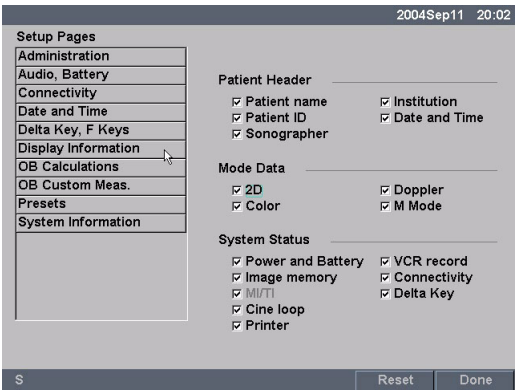 2004Sep11 20:02
Setup Pages
Administration
Audio, Battery
Connectivity
Date and Time
Delta Key, F Keys
Display Information
OB Calculations
OB Custom Meas.
Presets
System Information
Patient Header
Patient name
Institution
Patient ID
Date and Time
Sonographer
Mode Data
2D
Doppler
Color
M Mode
System Status
Power and Battery
VCR record
Image memory
Connectivity
MI/TI
Delta Key
Cine loop
Printer
S
Reset
Done